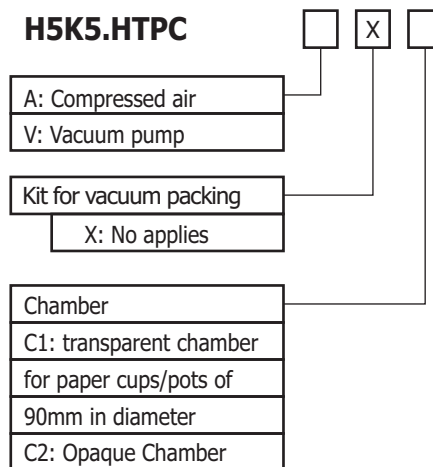 H5K5.HTPC X
A: Compressed air
V: Vacuum pump
Kit for vacuum packing
X: No applies
Chamber
C1: transparent chamber
for paper cups/pots of
90mm in diameter
C2: Opaque Chamber